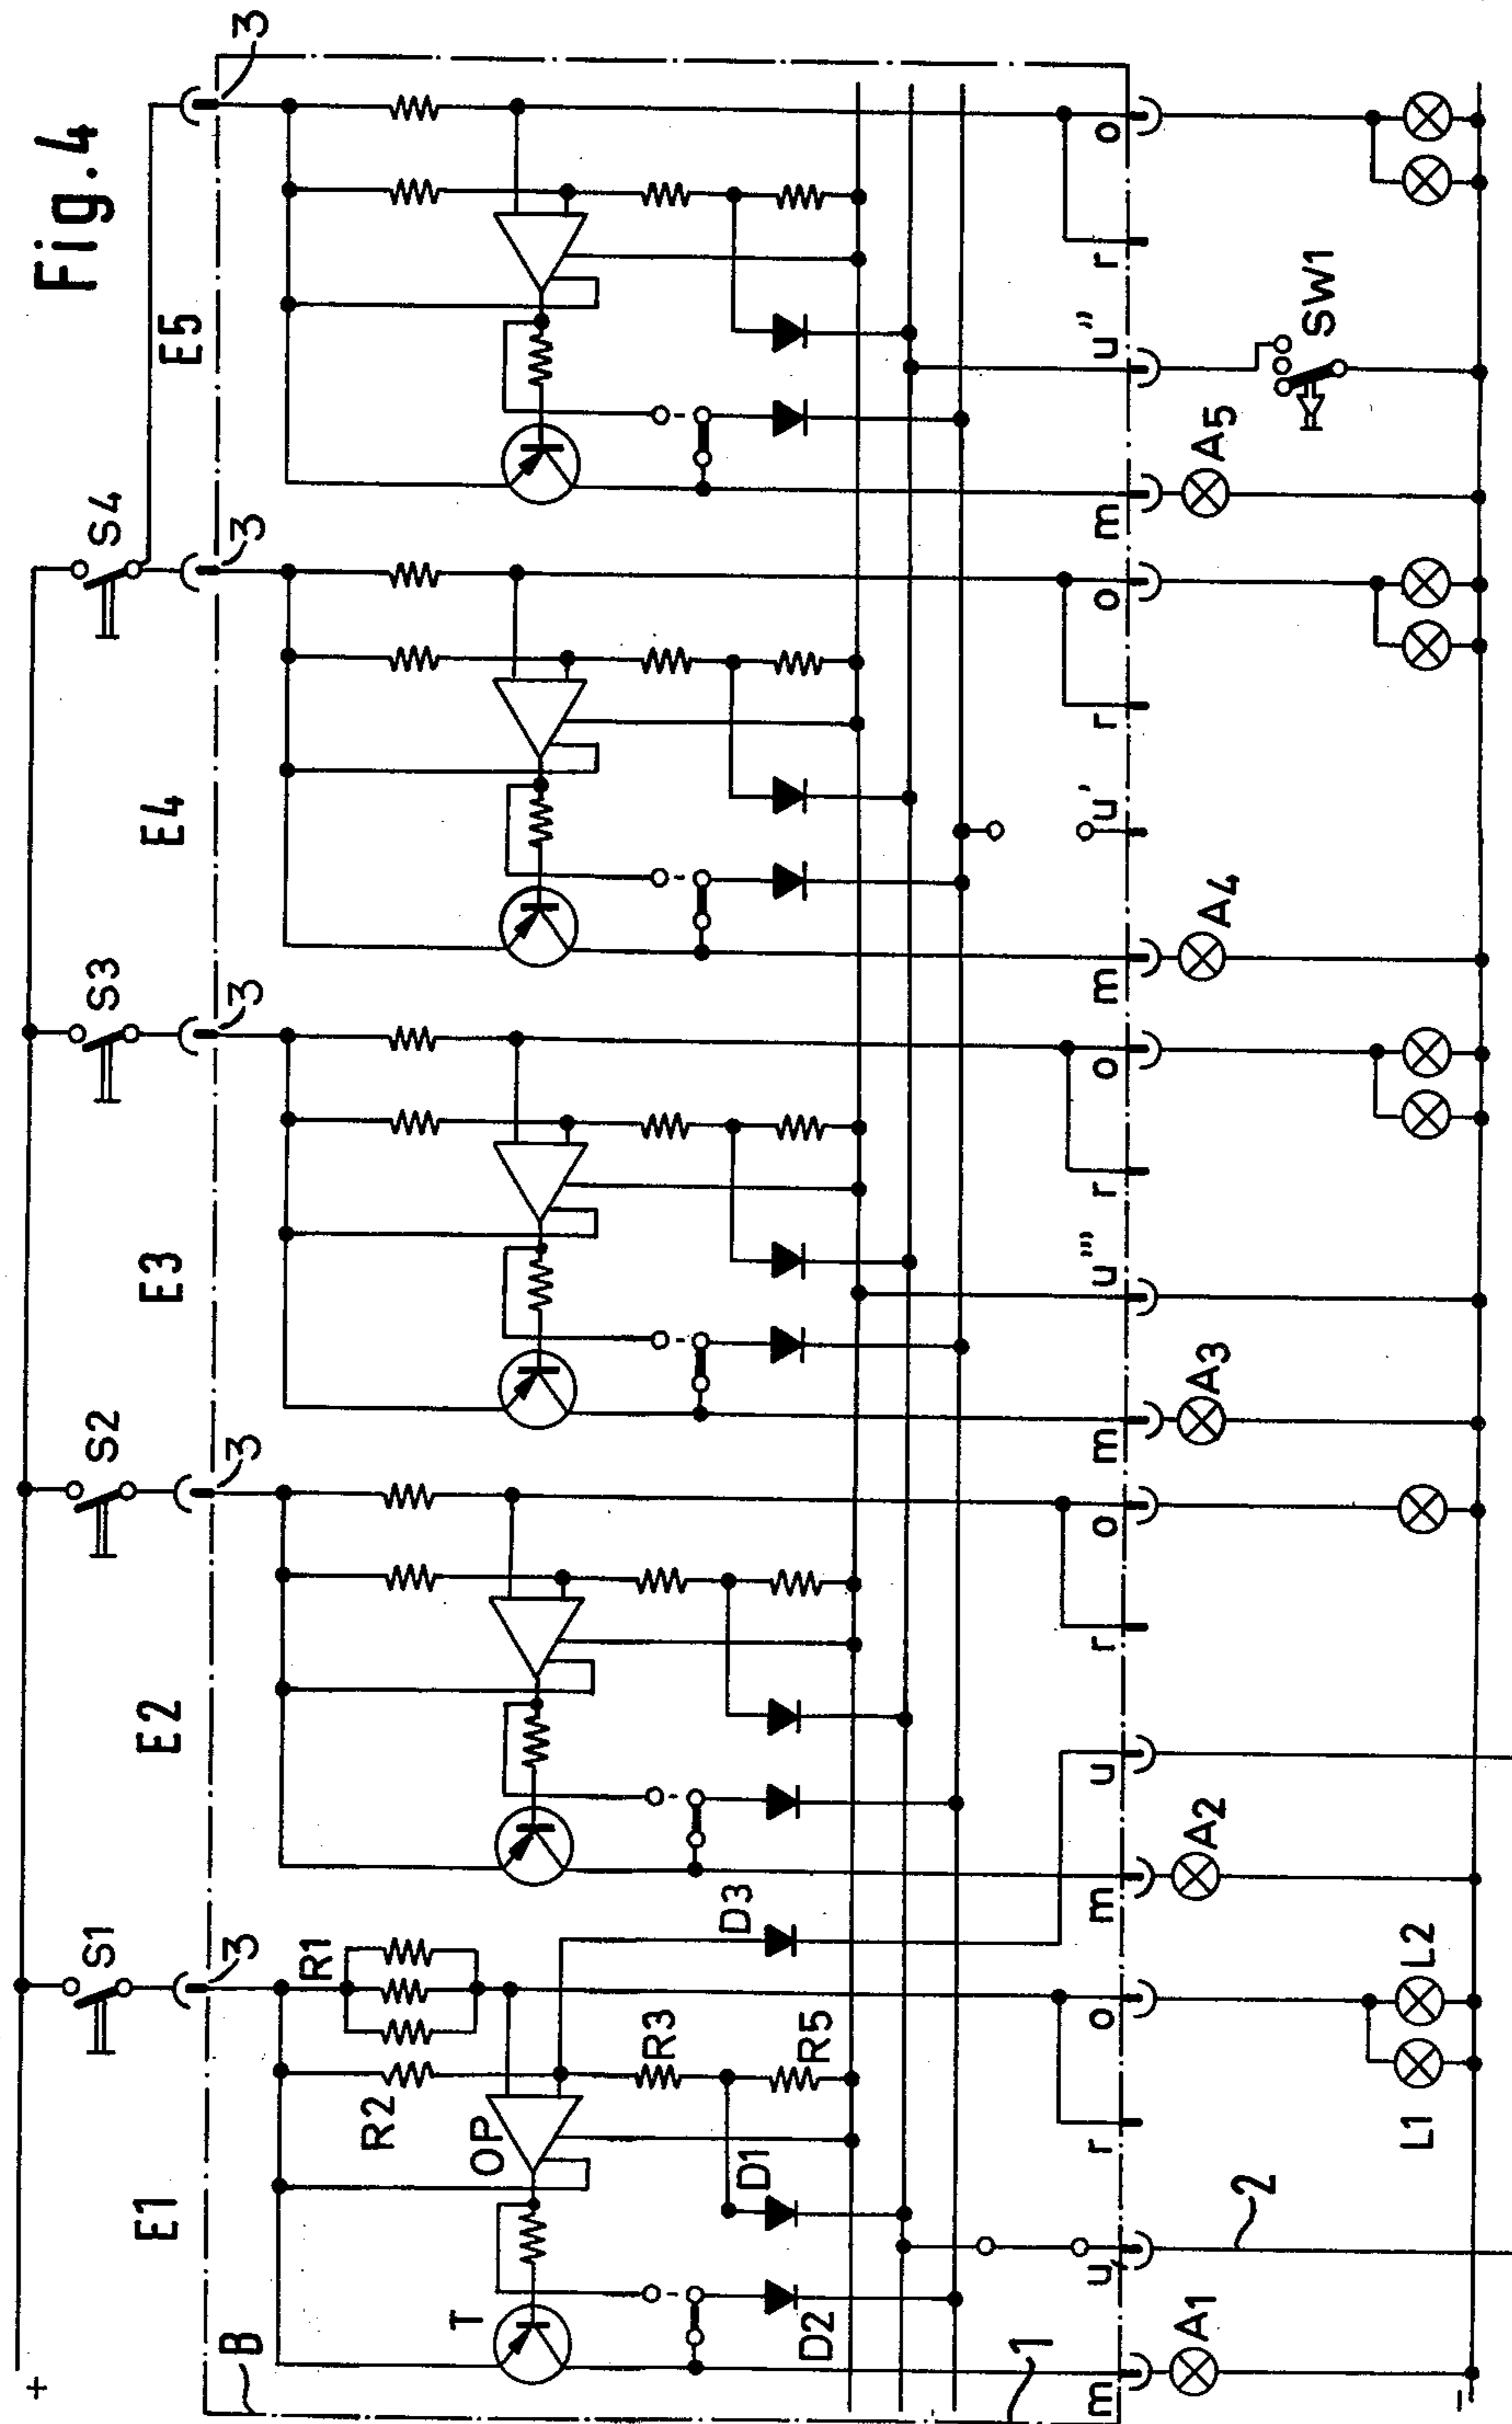 Fig.4
+
S1
S2
S3
S4
3
3
3
3
3
E1
E2
E3
E4
E5
B
R1
R2
OP
T
R3
R5
D1
D2
D3
1
m
u,
r
o
m
u
r
o
m
u'''
r
o
m
u'
r
o
m
u''
r
o
2
A1
A2
A3
A4
A5
SW1
L1
L2
–